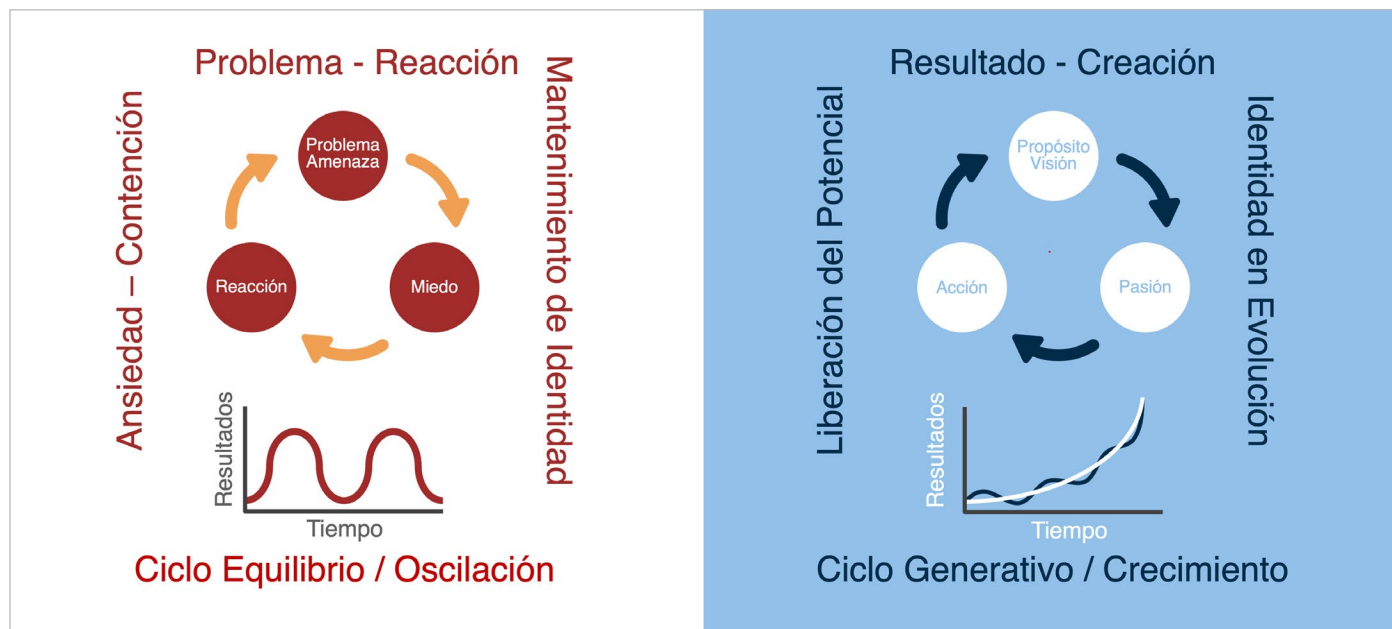 Problema - Reacción
Ansiedad – Contención
Mantenimiento de Identidad
Problema
Amenaza
Reacción
Miedo
Resultados
Tiempo
Ciclo Equilibrio / Oscilación
Resultado - Creación
Liberación del Potencial
Identidad en Evolución
Propósito
Visión
Acción
Pasión
Resultados
Tiempo
Ciclo Generativo / Crecimiento